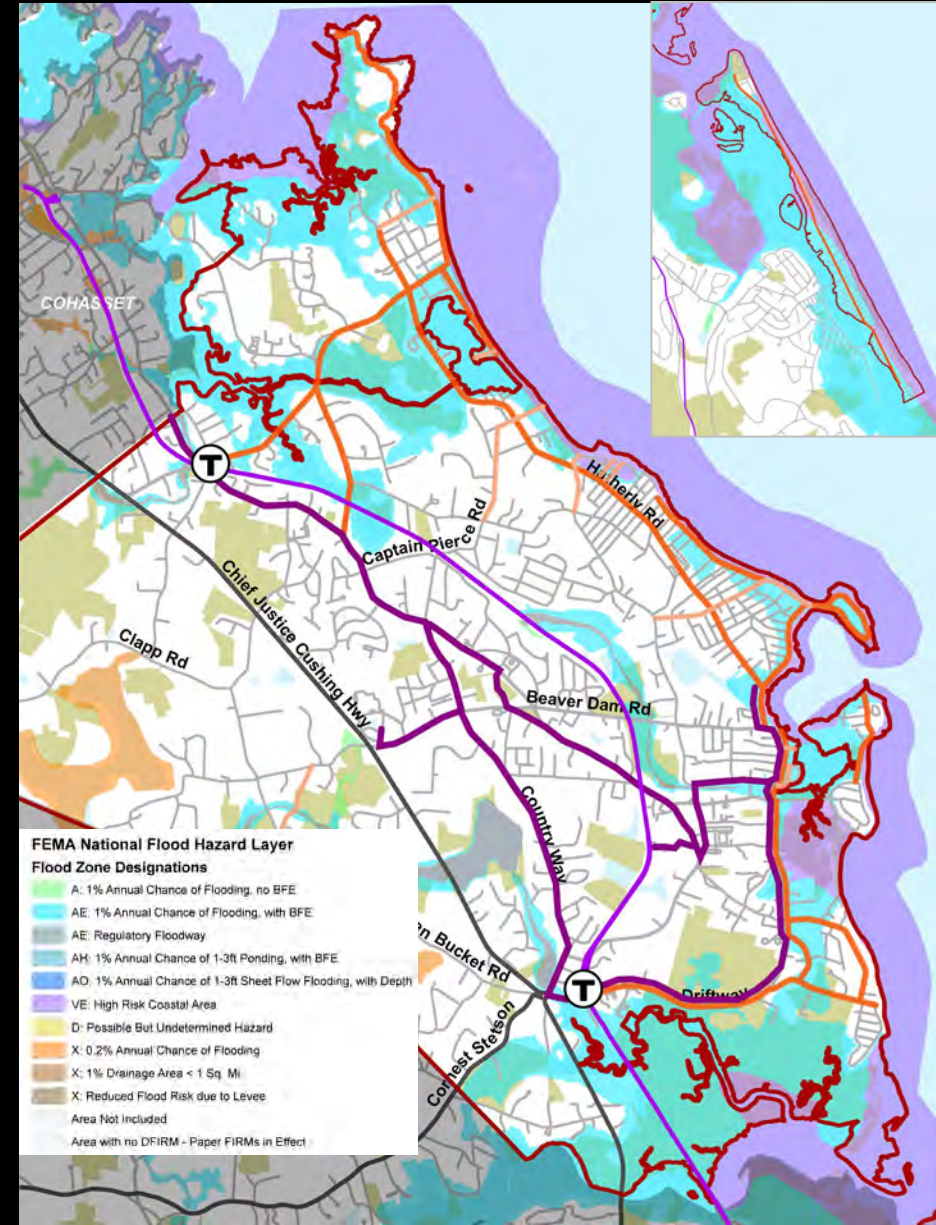 COHASSET
T
Hatherly Rd
Captain Pierce Rd
Chief Justice Cushing Hwy
Clapp Rd
Beaver Dam Rd
Country Way
en Bucket Rd
T
Driftway
Stetson
FEMA National Flood Hazard Layer
Flood Zone Designations
A: 1% Annual Chance of Flooding, no BFE
AE: 1% Annual Chance of Flooding, with BFE
AE: Regulatory Floodway
AH: 1% Annual Chance of 1-3ft Ponding, with BFE
AO: 1% Annual Chance of 1-3ft Sheet Flow Flooding, with Depth
VE: High Risk Coastal Area
D: Possible But Undetermined Hazard
X: 0.2% Annual Chance of Flooding
X: 1% Drainage Area < 1 Sq. Mi.
X: Reduced Flood Risk due to Levee
Area Not Included
Area with no DFIRM - Paper FIRMs in Effect